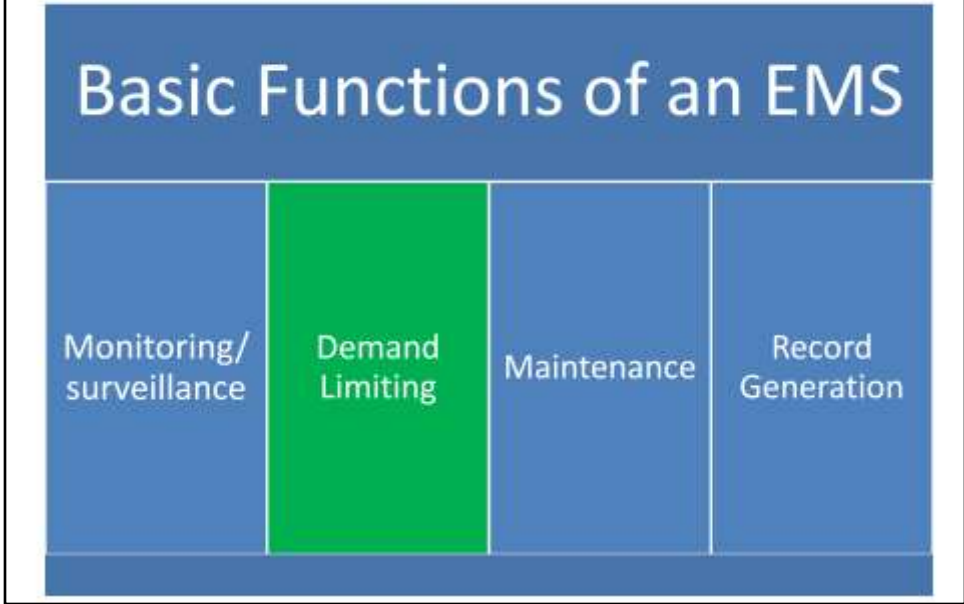 Basic Functions of an EMS
Monitoring/
surveillance
Demand
Limiting
Maintenance
Record
Generation